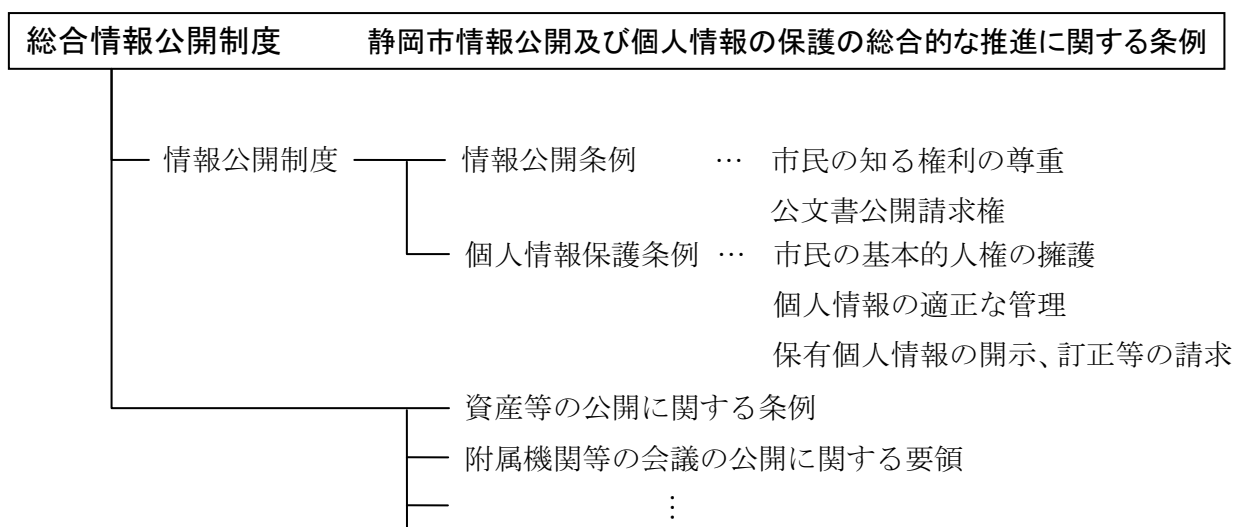 総合情報公開制度　　静岡市情報公開及び個人情報の保護の総合的な推進に関する条例
情報公開制度　情報公開条例　…　市民の知る権利の尊重
公文書公開請求権
個人情報保護条例　…　市民の基本的人権の擁護
個人情報の適正な管理
保有個人情報の開示、訂正等の請求
資産等の公開に関する条例
附属機関等の会議の公開に関する要領
⋮